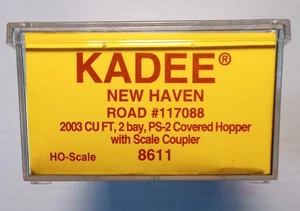 KADEE®
NEW HAVEN
ROAD #117088
2003 CU FT, 2 bay, PS-2 Covered Hopper
with Scale Coupler
HO-Scale 8611